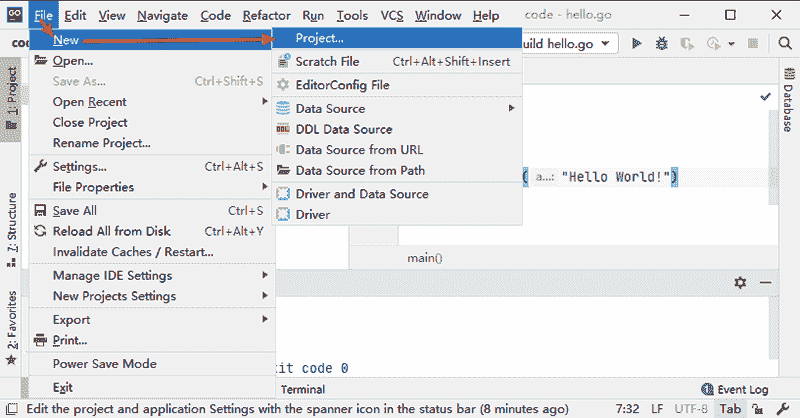 GO File Edit View Navigate Code Refactor Run Tools VCS Window Help code - hello.go
New
Open...
Save As... Ctrl+Shift+S
Open Recent
Close Project
Rename Project...
Settings... Ctrl+Alt+S
File Properties
Save All Ctrl+S
Reload All from Disk Ctrl+Alt+Y
Invalidate Caches / Restart...
Manage IDE Settings
New Projects Settings
Export
Print...
Power Save Mode
Exit
Project...
Scratch File Ctrl+Alt+Shift+Insert
EditorConfig File
Data Source
DDL Data Source
Data Source from URL
Data Source from Path
Driver and Data Source
Driver
uild hello.go
( a...: "Hello World!")
main()
xit code 0
Terminal
Event Log
1: Project
7: Structure
2: Favorites
Database
Edit the project and application Settings with the spanner icon in the status bar (8 minutes ago) 7:32 LF UTF-8 Tab